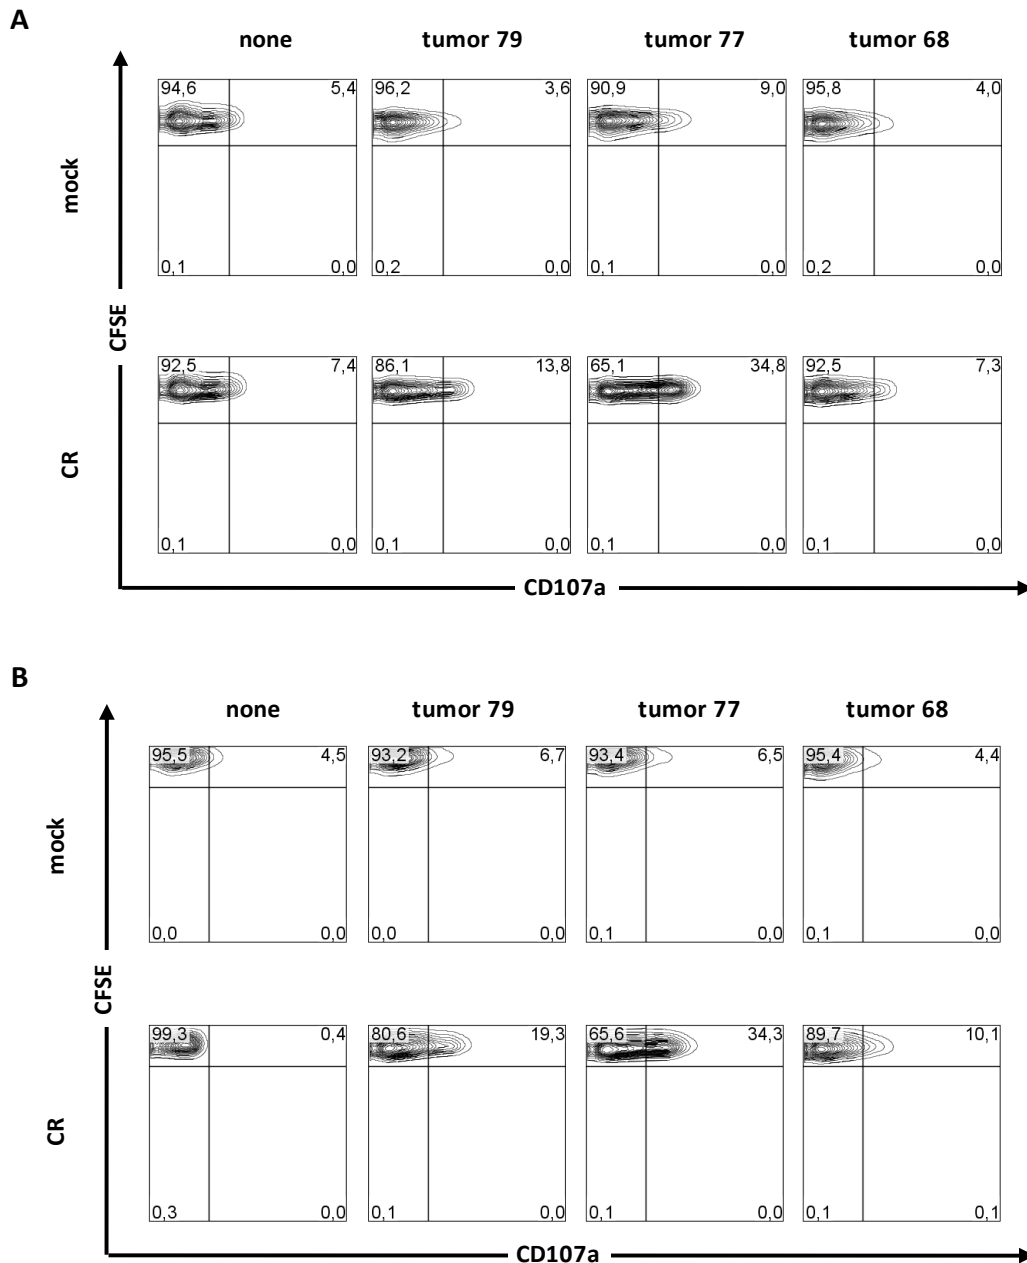 A
none tumor 79 tumor 77 tumor 68
mock
94,6 5,4 96,2 3,6 90,9 9,0 95,8 4,0
0,1 0,0 0,2 0,0 0,1 0,0 0,2 0,0
CFSE
CR
92,5 7,4 86,1 13,8 65,1 34,8 92,5 7,3
0,1 0,0 0,1 0,0 0,1 0,0 0,1 0,0
CD107a
B
none tumor 79 tumor 77 tumor 68
mock
95,5 4,5 93,2 6,7 93,4 6,5 95,4 4,4
0,0 0,0 0,0 0,0 0,1 0,0 0,1 0,0
CFSE
CR
99,3 0,4 80,6 19,3 65,6 34,3 89,7 10,1
0,3 0,0 0,1 0,0 0,1 0,0 0,1 0,1
CD107a